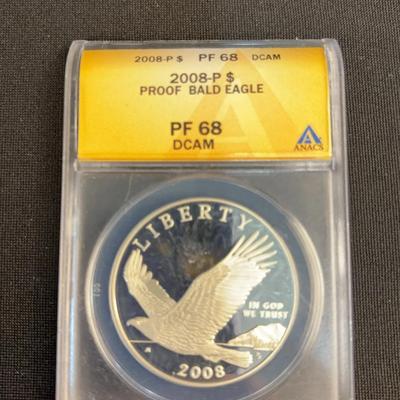 2008-P $ PF 68 DCAM
2008-P $
PROOF BALD EAGLE
PF 68
DCAM
ANACS
LIBERTY
IN GOD
WE TRUST
2008